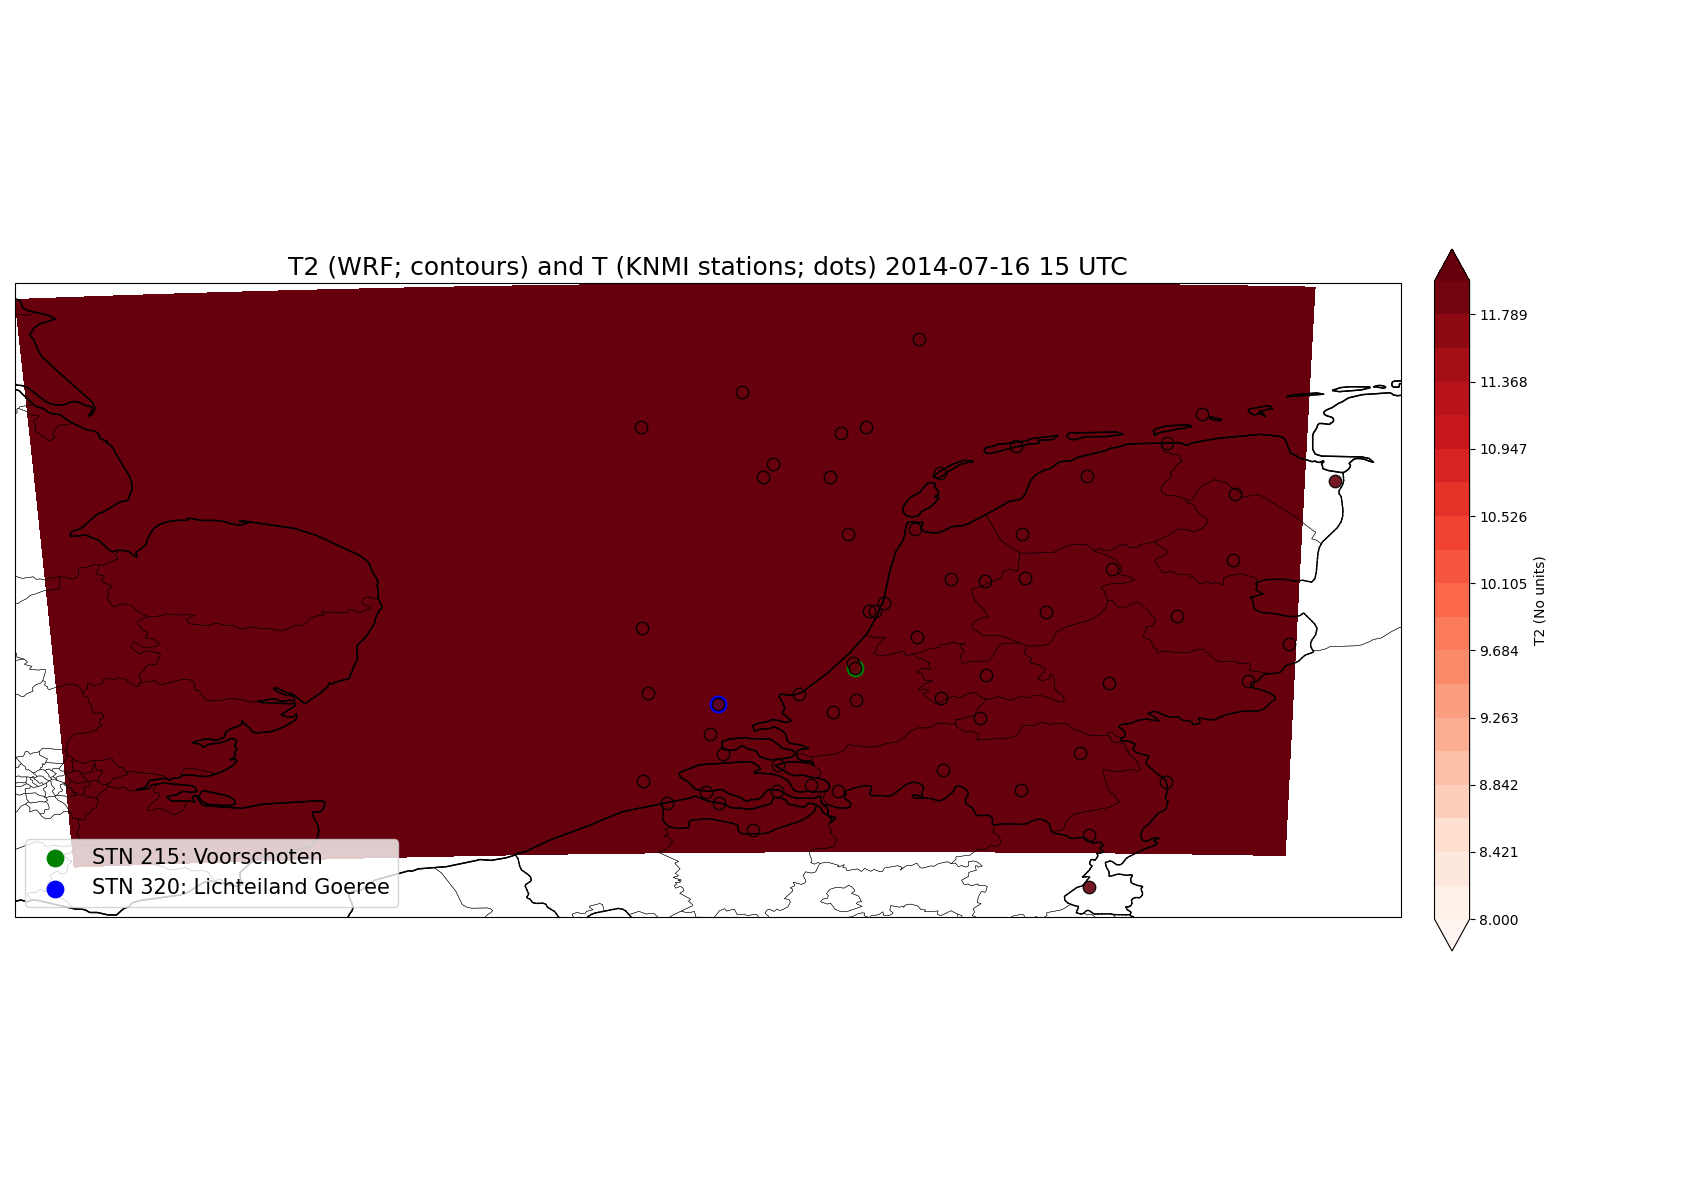 T2 (WRF; contours) and T (KNMI stations; dots) 2014-07-16 15 UTC
11.789
11.368
10.947
10.526
10.105
9.684
9.263
8.842
8.421
8.000
T2 (No units)
STN 215: Voorschoten
STN 320: Lichteiland Goeree